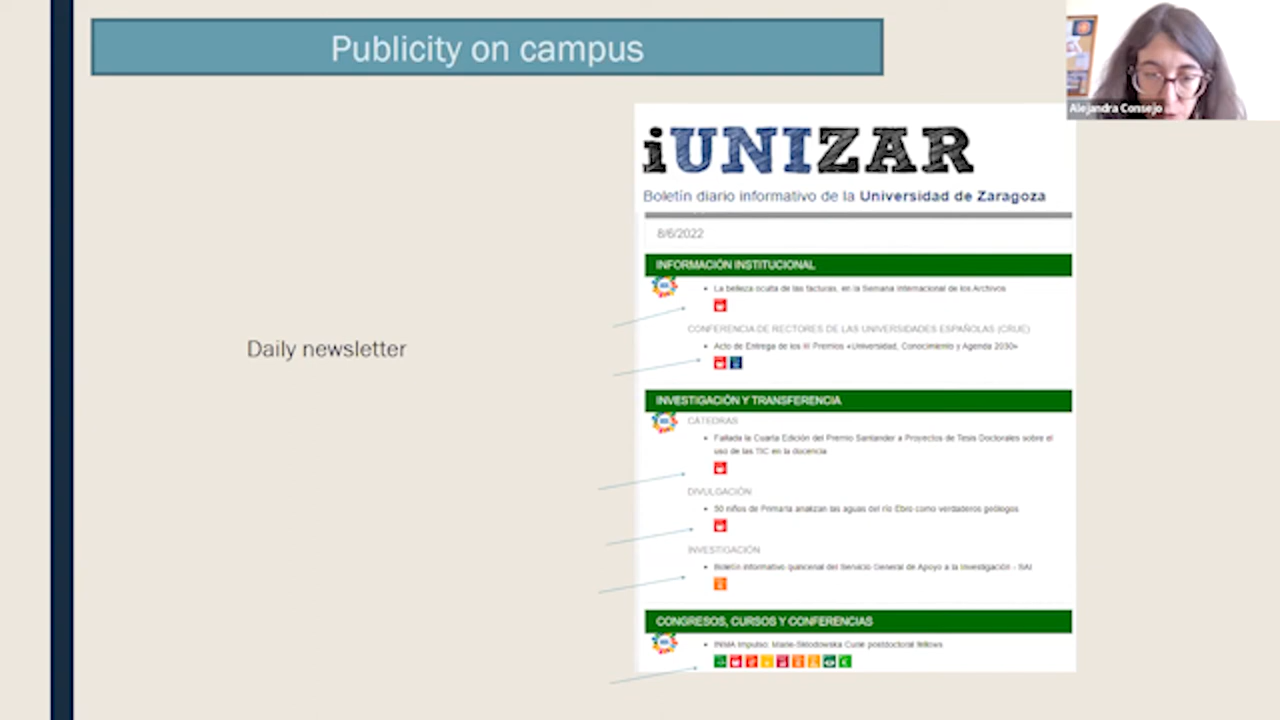 Publicity on campus
Alejandra Consejo
iUNIZAR
Boletín diario informativo de la Universidad de Zaragoza
8/6/2022
INFORMACIÓN INSTITUCIONAL
La belleza oculta de las facturas, en la Semana Internacional de los Archivos
CONFERENCIA DE RECTORES DE LAS UNIVERSIDADES ESPAÑOLAS (CRUE)
Acto de Entrega de los III Premios «Universidad, Conocimiento y Agenda 2030»
Daily newsletter
INVESTIGACIÓN Y TRANSFERENCIA
CÁTEDRAS
Fallada la Cuarta Edición del Premio Santander a Proyectos de Tesis Doctorales sobre el
uso de las TIC en la docencia
DIVULGACIÓN
50 niños de Primaria analizan las aguas del río Ebro como verdaderos geólogos
INVESTIGACIÓN
Boletín informativo quincenal del Servicio General de Apoyo a la Investigación - SAI
CONGRESOS, CURSOS Y CONFERENCIAS
INMA Impulso: Marie-Sklodowska Curie postdoctoral fellows